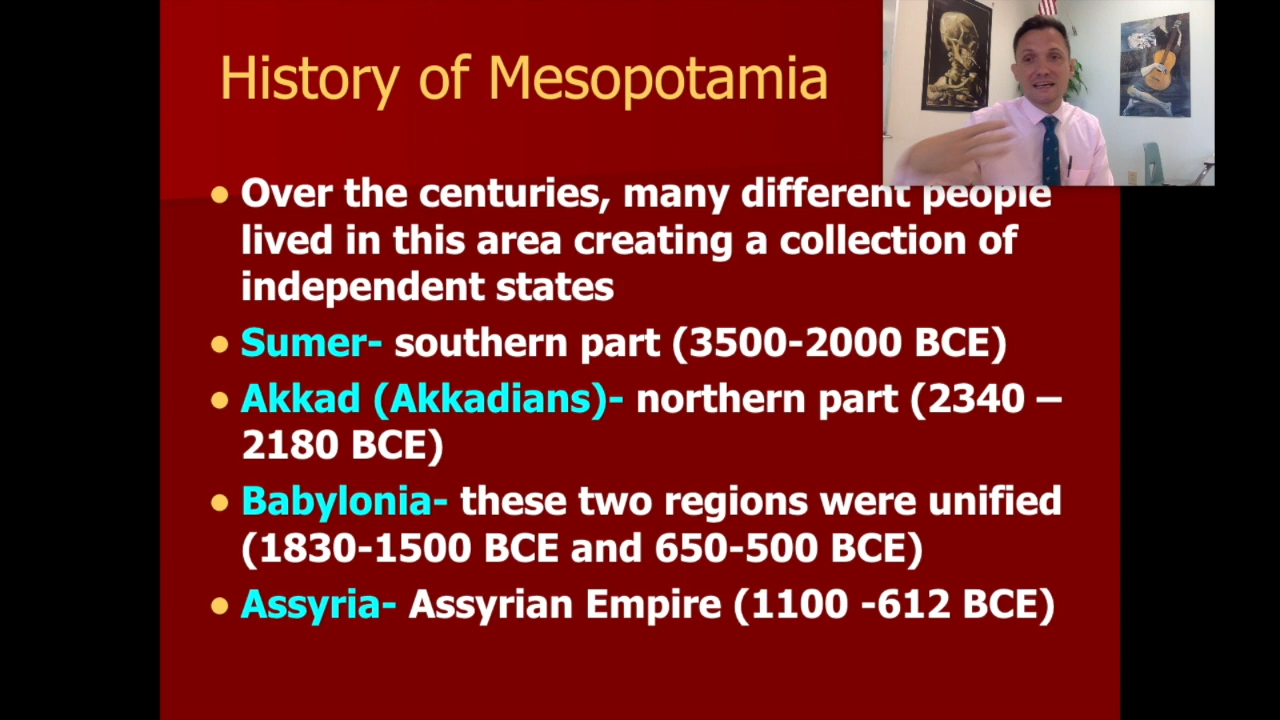 History of Mesopotamia
● Over the centuries, many different people
lived in this area creating a collection of
independent states
● Sumer- southern part (3500-2000 BCE)
● Akkad (Akkadians)- northern part (2340 –
2180 BCE)
● Babylonia- these two regions were unified
(1830-1500 BCE and 650-500 BCE)
● Assyria- Assyrian Empire (1100 -612 BCE)